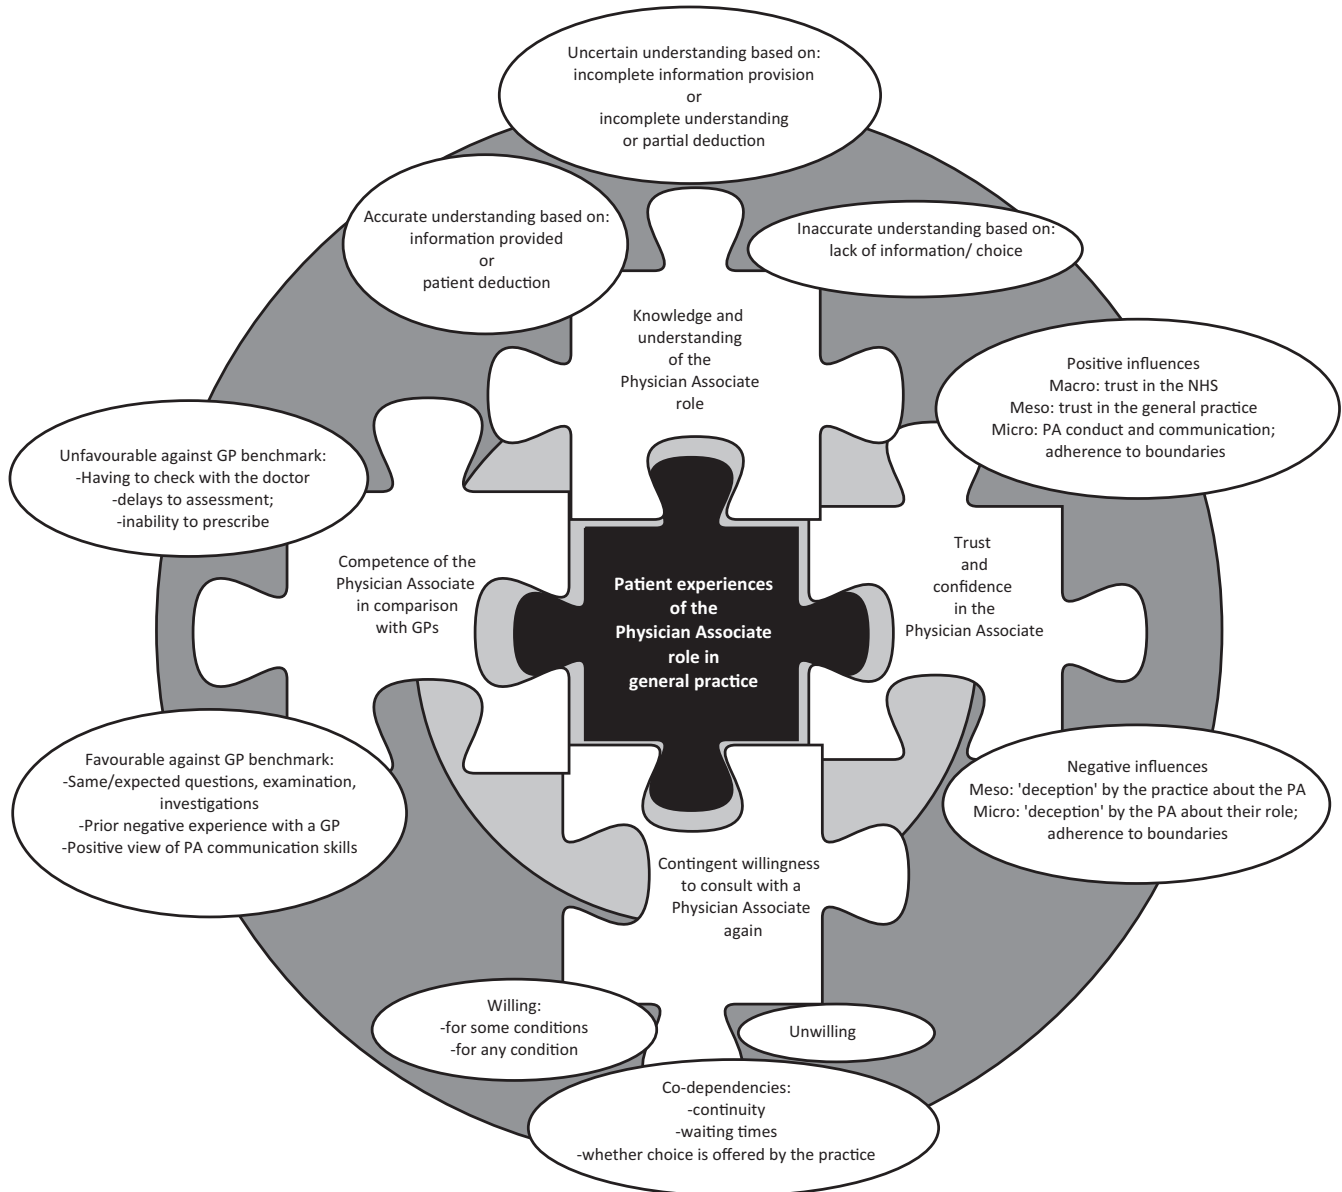 Uncertain understanding based on:
incomplete information provision
or
incomplete understanding
or partial deduction
Accurate understanding based on:
information provided
or
patient deduction
Inaccurate understanding based on:
lack of information/ choice
Knowledge and
understanding
of the
Physician Associate
role
Positive influences
Macro: trust in the NHS
Meso: trust in the general practice
Micro: PA conduct and communication;
adherence to boundaries
Unfavourable against GP benchmark:
-Having to check with the doctor
-delays to assessment;
-inability to prescribe
Competence of the
Physician Associate
in comparison
with GPs
Patient experiences
of the
Physician Associate
role in
general practice
Trust
and
confidence
in the
Physician Associate
Favourable against GP benchmark:
-Same/expected questions, examination,
investigations
-Prior negative experience with a GP
-Positive view of PA communication skills
Negative influences
Meso: 'deception' by the practice about the PA
Micro: 'deception' by the PA about their role;
adherence to boundaries
Contingent willingness
to consult with a
Physician Associate
again
Willing:
-for some conditions
-for any condition
Unwilling
Co-dependencies:
-continuity
-waiting times
-whether choice is offered by the practice